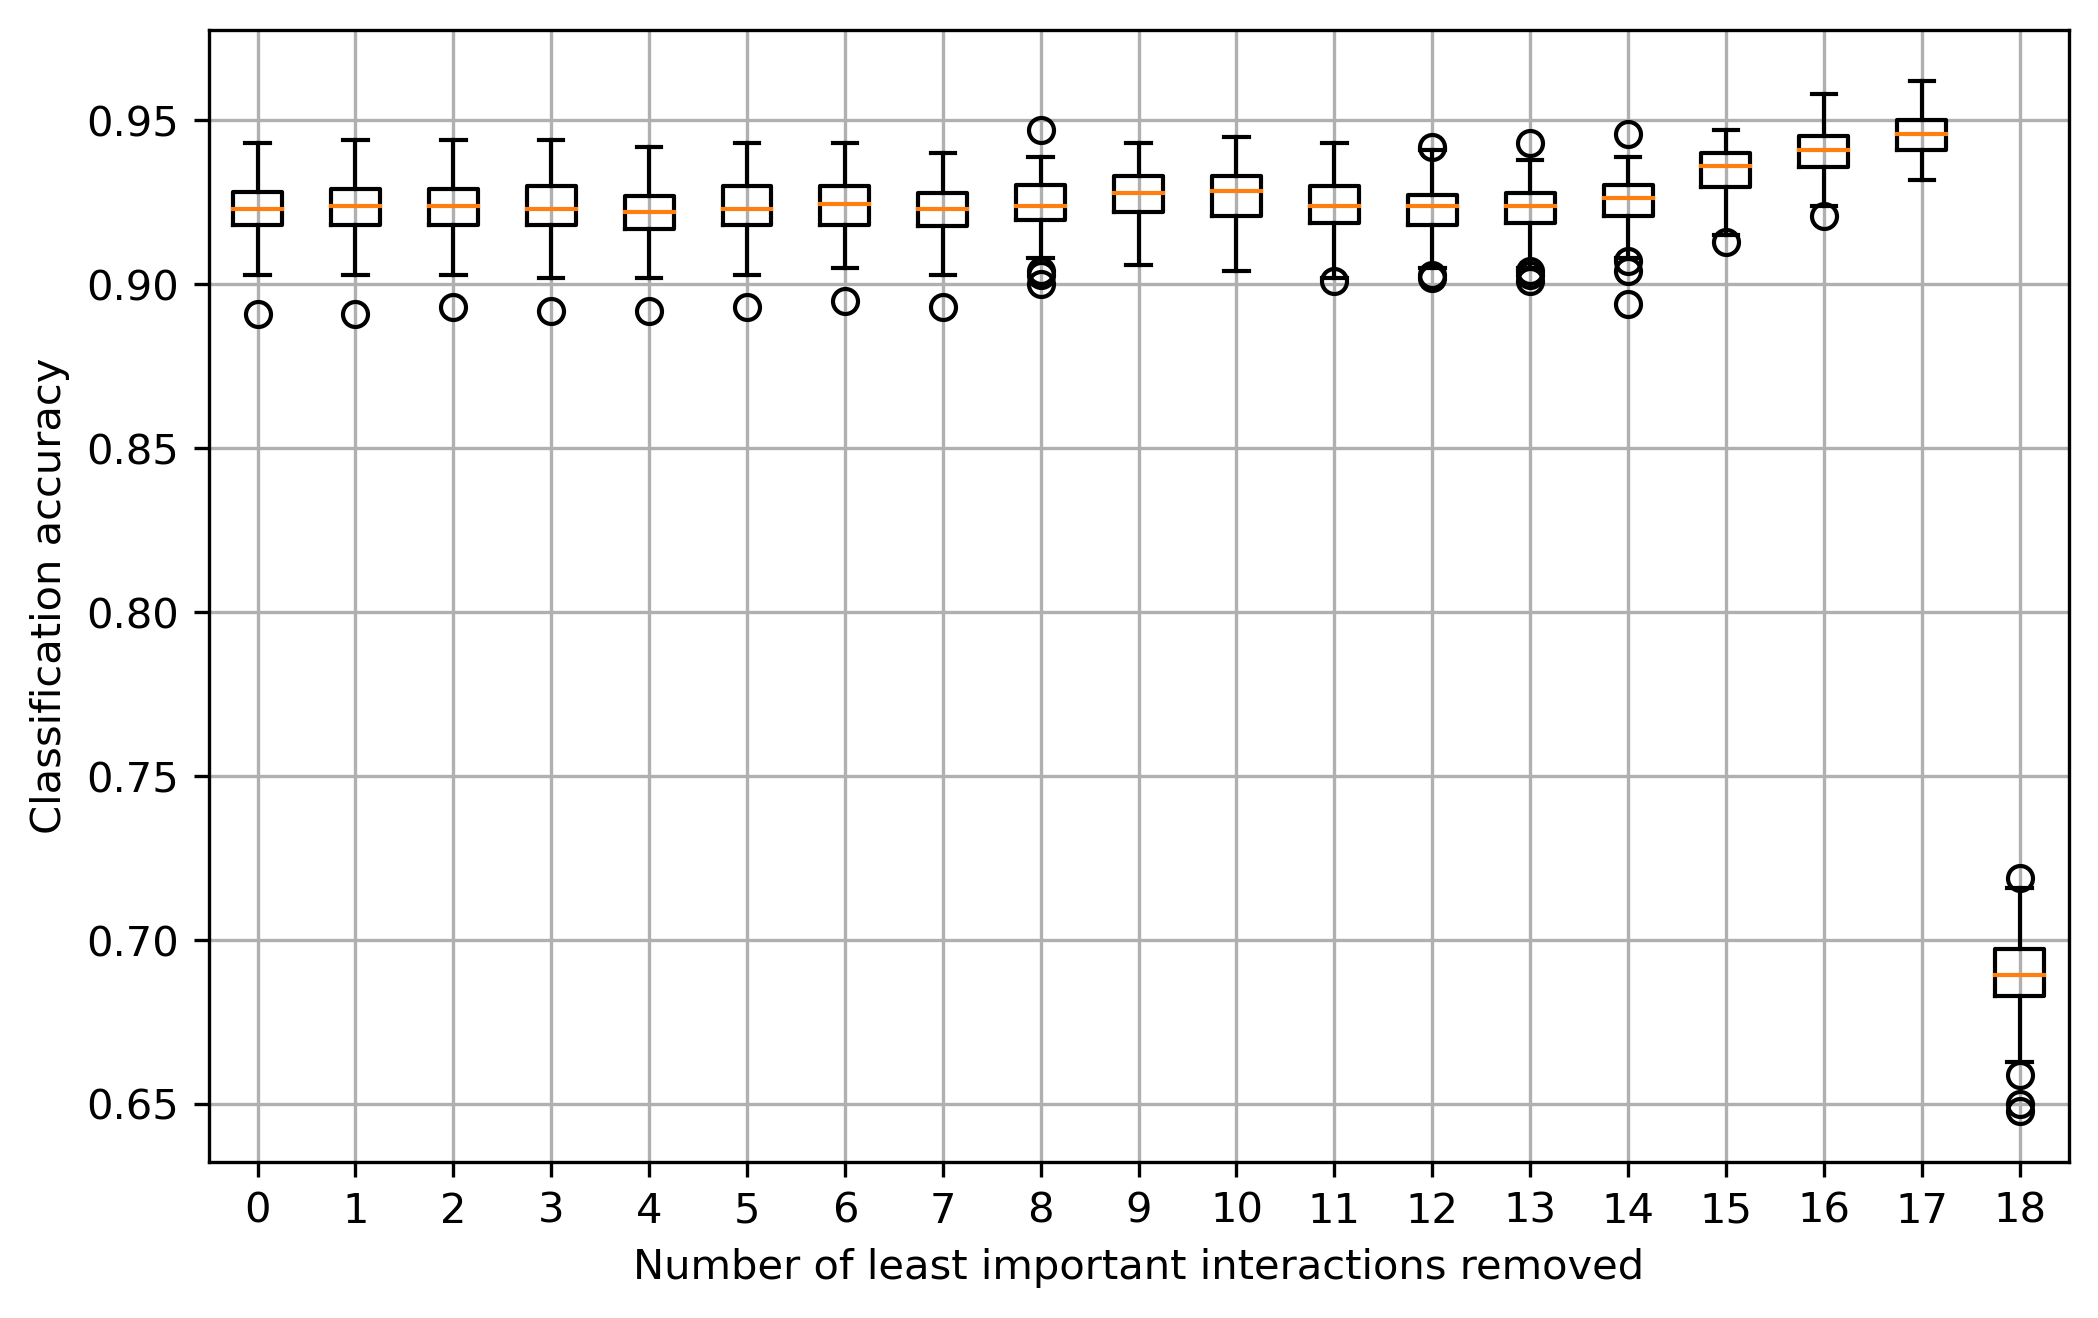 0.95
0.90
0.85
0.80
0.75
0.70
0.65
Classification accuracy
0 1 2 3 4 5 6 7 8 9 10 11 12 13 14 15 16 17 18
Number of least important interactions removed